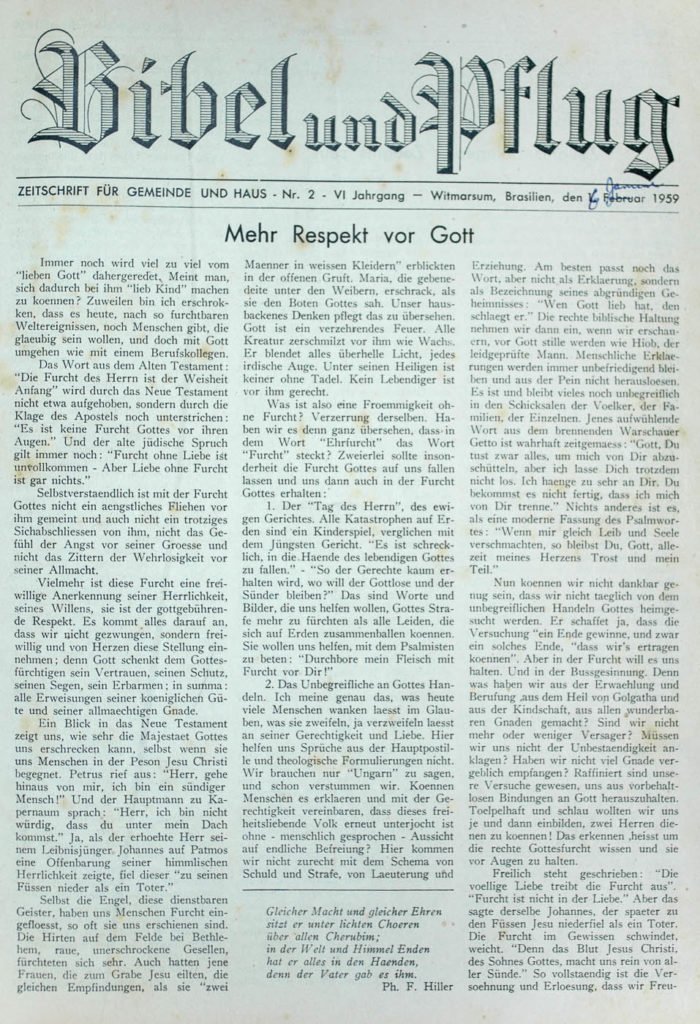 Bibel und Pflug
ZEITSCHRIFT FÜR GEMEINDE UND HAUS - Nr. 2 - VI Jahrgang — Witmarsum, Brasilien, den Februar 1959
Mehr Respekt vor Gott
Immer noch wird viel zu viel vom
"lieben Gott" dahergeredet, Meint man,
sich dadurch bei ihm "lieb Kind" machen
zu koennen? Zuweilen bin ich erschrok-
ken, dass es heute, nach so furchtbaren
Weltereignissen, noch Menschen gibt, die
glaeubig sein wollen, und doch mit Gott
umgehen wie mit einem Berufskollegen.
Das Wort aus dem Alten Testament:
"Die Furcht des Herrn ist der Weisheit
Anfang" wird durch das Neue Testament
nicht etwa aufgehoben, sondern durch die
Klage des Apostels noch unterstrichen:
"Es ist keine Furcht Gottes vor ihren
Augen." Und der alte jüdische Spruch
gilt immer noch: "Furcht ohne Liebe ist
unvollkommen - Aber Liebe ohne Furcht
ist gar nichts."
Selbstverstaendlich ist mit der Furcht
Gottes nicht ein aengstliches Fliehen vor
ihm gemeint und auch nicht ein trotziges
Sichabschliessen von ihm, nicht das Ge-
fühl der Angst vor seiner Groesse und
nicht das Zittern der Wehrlosigkeit vor
seiner Allmacht.
Vielmehr ist diese Furcht eine frei-
willige Anerkennung seiner Herrlichkeit,
seines Willens, sie ist der gottgebühren-
de Respekt. Es kommt alles darauf an,
dass wir nicht gezwungen, sondern frei-
willig und von Herzen diese Stellung ein-
nehmen; denn Gott schenkt dem Gottes-
fürchtigen sein Vertrauen, seinen Schutz,
seinen Segen, sein Erbarmen; in summa:
alle Erweisungen seiner koeniglichen Gü-
te und seiner allmaechtigen Gnade.
Ein Blick in das Neue Testament
zeigt uns, wie sehr die Majestaet Gottes
uns erschrecken kann, selbst wenn sie
uns Menschen in der Peson Jesu Christi
begegnet. Petrus rief aus: "Herr, gehe
hinaus von mir, ich bin ein sündiger
Mensch!" Und der Hauptmann zu Ka-
pernaum sprach: "Herr, ich bin nicht
würdig, dass du unter mein Dach
kommst." Ja, als der erhoehte Herr sei-
nem Leibnisjünger Johannes auf Patmos
eine Offenbarung seiner himmlischen
Herrlichkeit zeigte, fiel dieser "zu seinen
Füssen nieder als ein Toter."
Selbst die Engel, diese dienstbaren
Geister, haben uns Menschen Furcht ein-
gefloesst, so oft sie uns erschienen sind.
Die Hirten auf dem Felde bei Bethle-
hem, raue, unerschrockene Gesellen,
fürchteten sich sehr. Auch hatten jene
Frauen, die zum Grabe Jesu eilten, die
gleichen Empfindungen, als sie "zwei
Maenner in weissen Kleidern" erblickten
in der offenen Gruft. Maria, die gebene-
deite unter den Weibern, erschrack, als
sie den Boten Gottes sah. Unser haus-
backenes Denken pflegt das zu übersehen.
Gott ist ein verzehrendes Feuer. Alle
Kreatur zerschmilzt vor ihm wie Wachs.
Er blendet alles überhelle Licht, jedes
irdische Auge. Unter seinen Heiligen ist
keiner ohne Tadel. Kein Lebendiger ist
vor ihm gerecht.
Was ist also eine Froemmigkeit oh-
ne Furcht? Verzerrung derselben. Ha-
ben wir es denn ganz übersehen, dass in
dem Wort "Ehrfurcht" das Wort
"Furcht" steckt? Zweierlei sollte inson-
derheit die Furcht Gottes auf uns fallen
lassen und uns dann auch in der Furcht
Gottes erhalten:
1. Der "Tag des Herrn", des ewi-
gen Gerichtes. Alle Katastrophen auf Er-
den sind ein Kinderspiel, verglichen mit
dem Jüngsten Gericht. "Es ist schreck-
lich, in die Haende des lebendigen Gottes
zu fallen." - "So der Gerechte kaum er-
halten wird, wo will der Gottlose und der
Sünder bleiben?" Das sind Worte und
Bilder, die uns helfen wollen, Gottes Stra-
fe mehr zu fürchten als alle Leiden, die
sich auf Erden zusammenballen koennen.
Sie wollen uns helfen, mit dem Psalmisten
zu beten: "Durchbore mein Fleisch mit
Furcht vor Dir!"
2. Das Unbegreifliche an Gottes Han-
deln. Ich meine genau das, was heute
viele Menschen wanken laesst im Glau-
ben, was sie zweifeln, ja verzweifeln laesst
an seiner Gerechtigkeit und Liebe. Hier
helfen uns Sprüche aus der Hauptpostil-
le und theologische Formulierungen nicht.
Wir brauchen nur "Ungarn" zu sagen,
und schon verstummen wir. Koennen
Menschen es erklaeren und mit der Ge-
rechtigkeit vereinbaren, dass dieses frei-
heitsliebende Volk erneut unterjocht ist
ohne - menschlich gesprochen - Aussicht
auf endliche Befreiung? Hier kommen
wir nicht zurecht mit dem Schema von
Schuld und Strafe, von Laeuterung und
Gleicher Macht und gleicher Ehren
sitzt er unter lichten Choeren
über allen Cherubim;
in der Welt und Himmel Enden
hat er alles in den Haenden,
denn der Vater gab es ihm.
Ph. F. Hiller
Erziehung. Am besten passt noch das
Wort, aber nicht als Erklaerung, sondern
als Bezeichnung seines abgründigen Ge-
heimnisses: "Wen Gott lieb hat, den
schlaegt er." Die rechte biblische Haltung
nehmen wir dann ein, wenn wir erschau-
ern, vor Gott stille werden wie Hiob, der
leidgeprüfte Mann. Menschliche Erklae-
rungen werden immer unbefriedigend blei-
ben und aus der Pein nicht herausloesen.
Es ist und bleibt vieles noch unbegreiflich
in den Schicksalen der Voelker, der Fa-
milien, der Einzelnen. Jenes aufwühlende
Wort aus dem brennenden Warschauer
Getto ist wahrhaft zeitgemaess: "Gott, Du
tust zwar alles, um mich von Dir abzu-
schütteln, aber ich lasse Dich trotzdem
nicht los. Ich haenge zu sehr an Dir. Du
bekommst es nicht fertig, dass ich mich
von Dir trenne." Nichts anderes ist es,
als eine moderne Fassung des Psalmwor-
tes: "Wenn mir gleich Leib und Seele
verschmachten, so bleibst Du, Gott, alle-
zeit meines Herzens Trost und mein
Teil."
Nun koennen wir nicht dankbar ge-
nug sein, dass wir nicht taeglich von dem
unbegreiflichen Handeln Gottes heimge-
sucht werden. Er schaffet ja, dass die
Versuchung "ein Ende gewinne, und zwar
ein solches Ende, "dass wir's ertragen
koennen". Aber in der Furcht will es uns
halten. Und in der Bussgesinnung. Denn
was haben wir aus der Erwaehlung und
Berufung, aus dem Heil von Golgatha und
aus der Kindschaft, aus allen wunderba-
ren Gnaden gemacht? Sind wir nicht
mehr oder weniger Versager? Müssen
wir uns nicht der Unbestaendigkeit an-
klagen? Haben wir nicht viel Gnade ver-
geblich empfangen? Raffiniert sind unse-
re Versuche gewesen, uns aus vorbehalt-
losen Bindungen an Gott herauszuhalten.
Toelpelhaft und schlau wollten wir uns
je und dann einbilden, zwei Herren die-
nen zu koennen! Das erkennen ,heisst um
die rechte Gottesfurcht wissen und sie
vor Augen zu halten.
Freilich steht geschrieben: "Die
voellige Liebe treibt die Furcht aus".
"Furcht ist nicht in der Liebe." Aber das
sagte derselbe Johannes, der spaeter zu
den Füssen Jesu niederfiel als ein Toter.
Die Furcht im Gewissen schwindet,
weicht. "Denn das Blut Jesus Christi,
des Sohnes Gottes, macht uns rein von al-
ler Sünde." So vollstaendig ist die Ver-
soehnung und Erloesung, dass wir Freu-